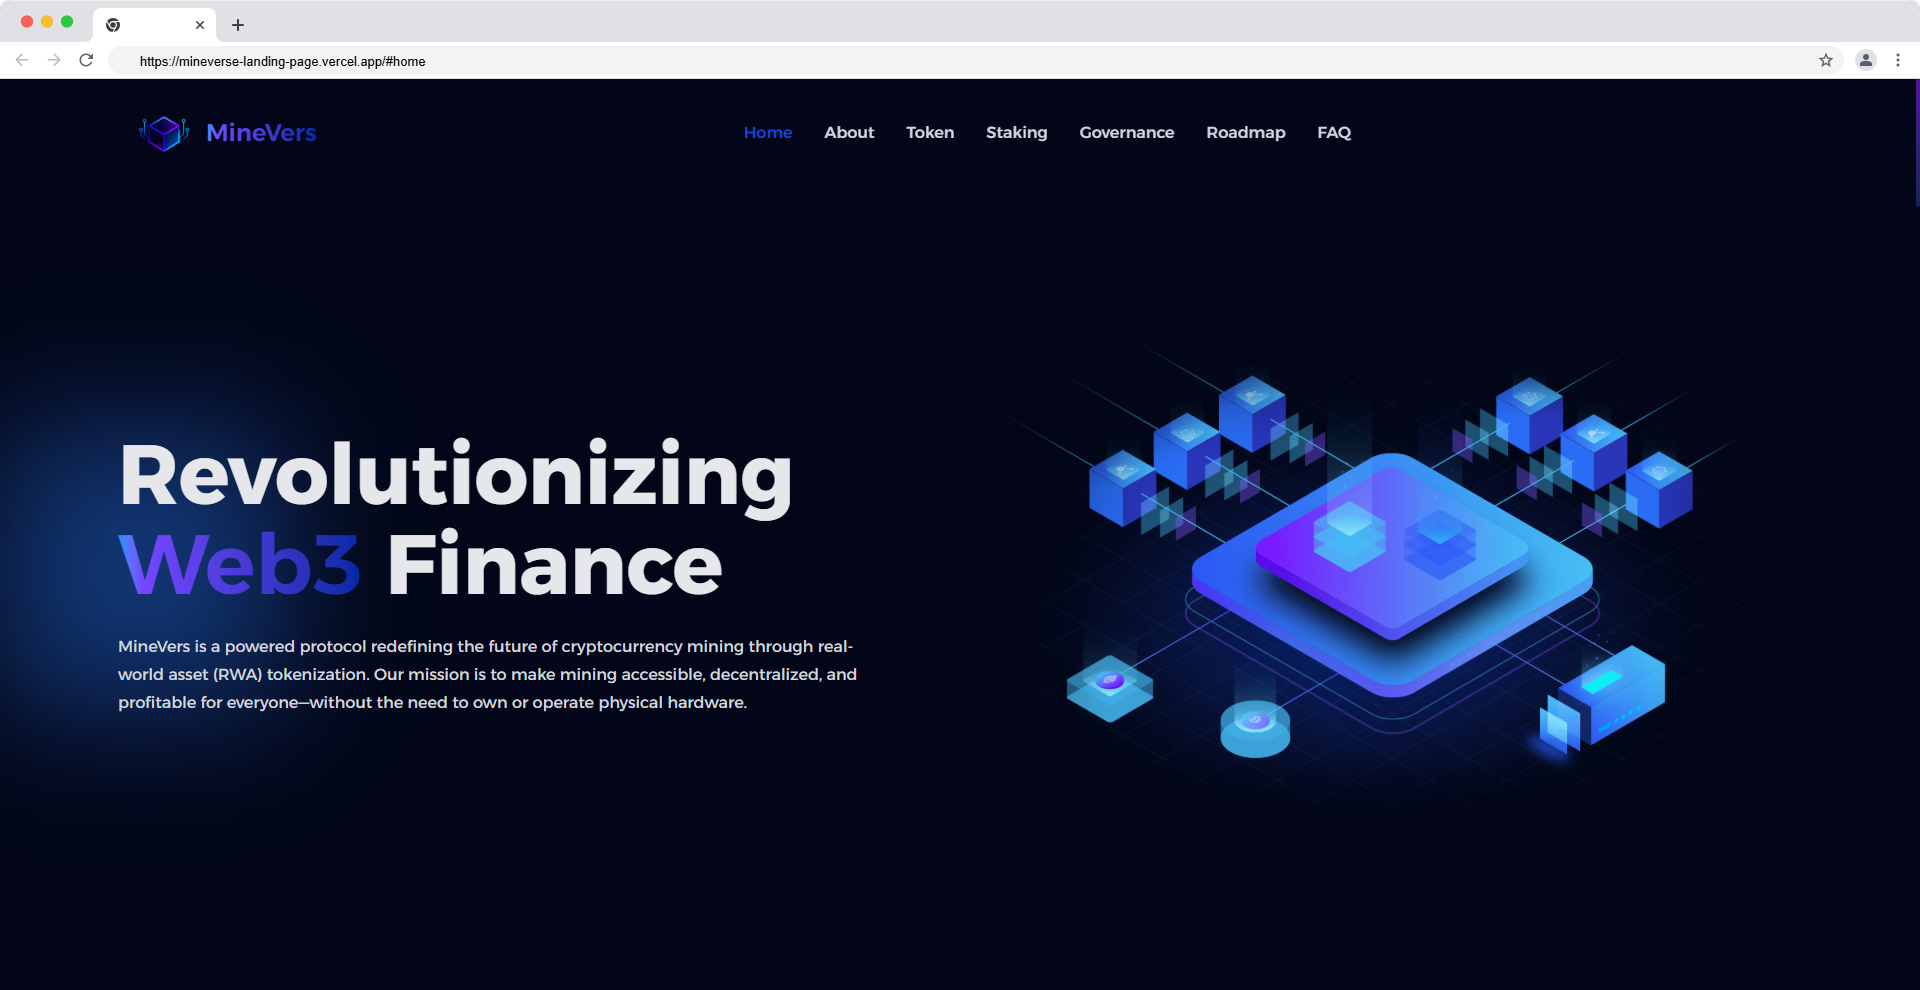 https://mineverse-landing-page.vercel.app/#home
MineVers
Home About Token Staking Governance Roadmap FAQ
Revolutionizing
Web3 Finance
MineVers is a powered protocol redefining the future of cryptocurrency mining through real-
world asset (RWA) tokenization. Our mission is to make mining accessible, decentralized, and
profitable for everyone—without the need to own or operate physical hardware.